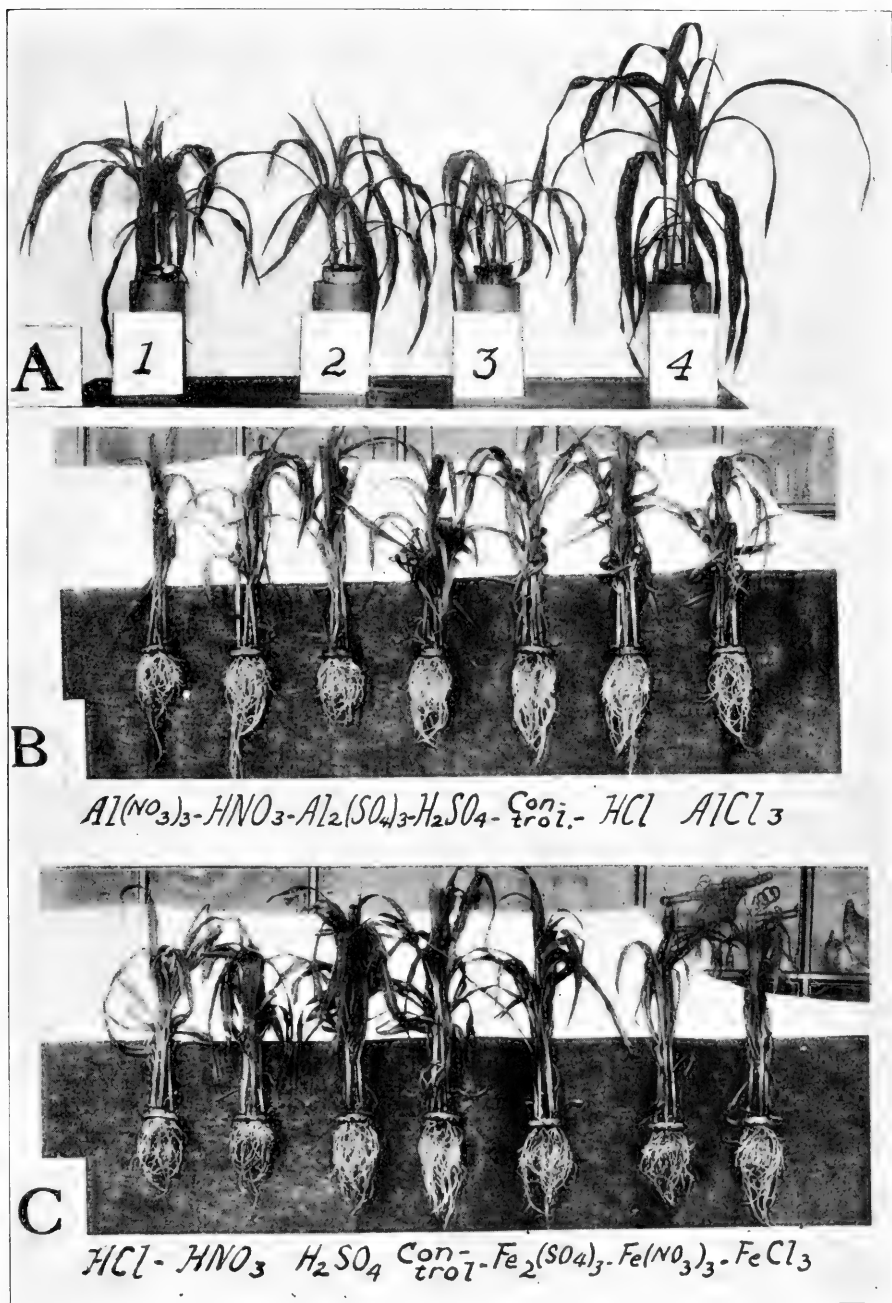 1 2 3 4
A
B
Al(NO3)3-HNO3-Al2(SO4)3-H2SO4-Con-trol.- HCl AlCl3
C
HCl- HNO3 H2SO4 Con-trol-Fe2(SO4)3-Fe(NO3)3-FeCl3